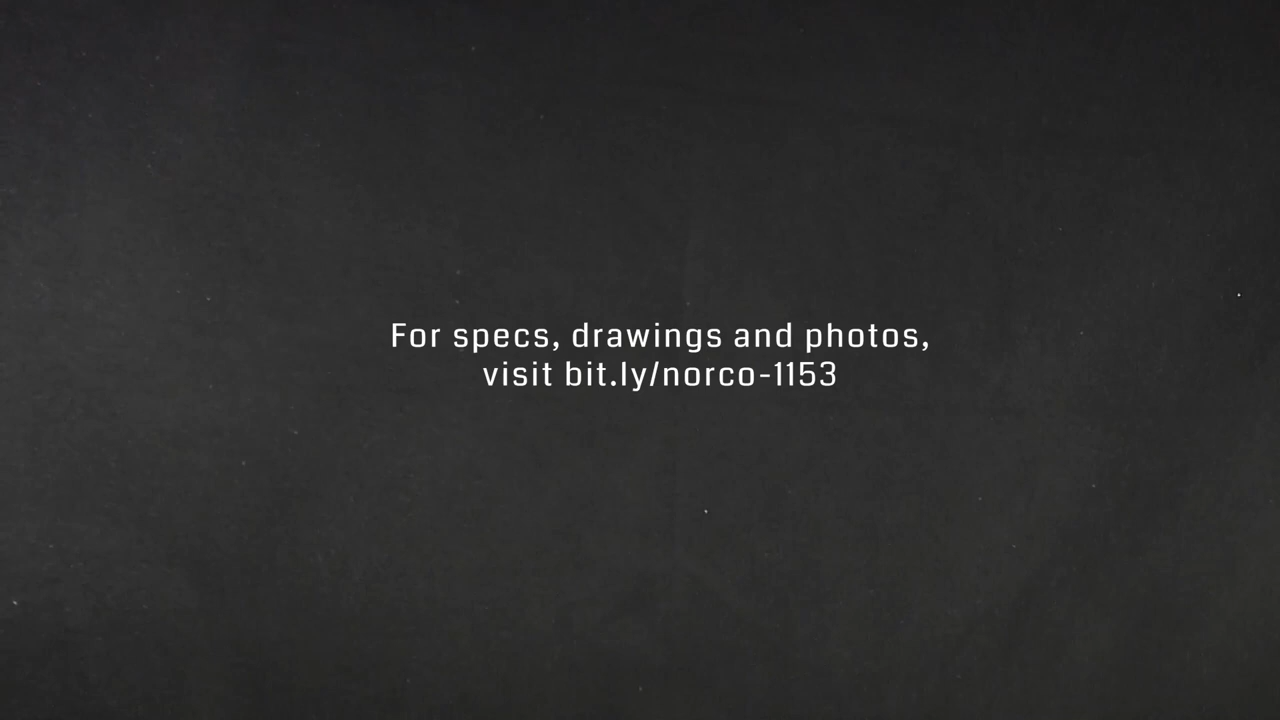 For specs, drawings and photos,
visit bit.ly/norco-1153